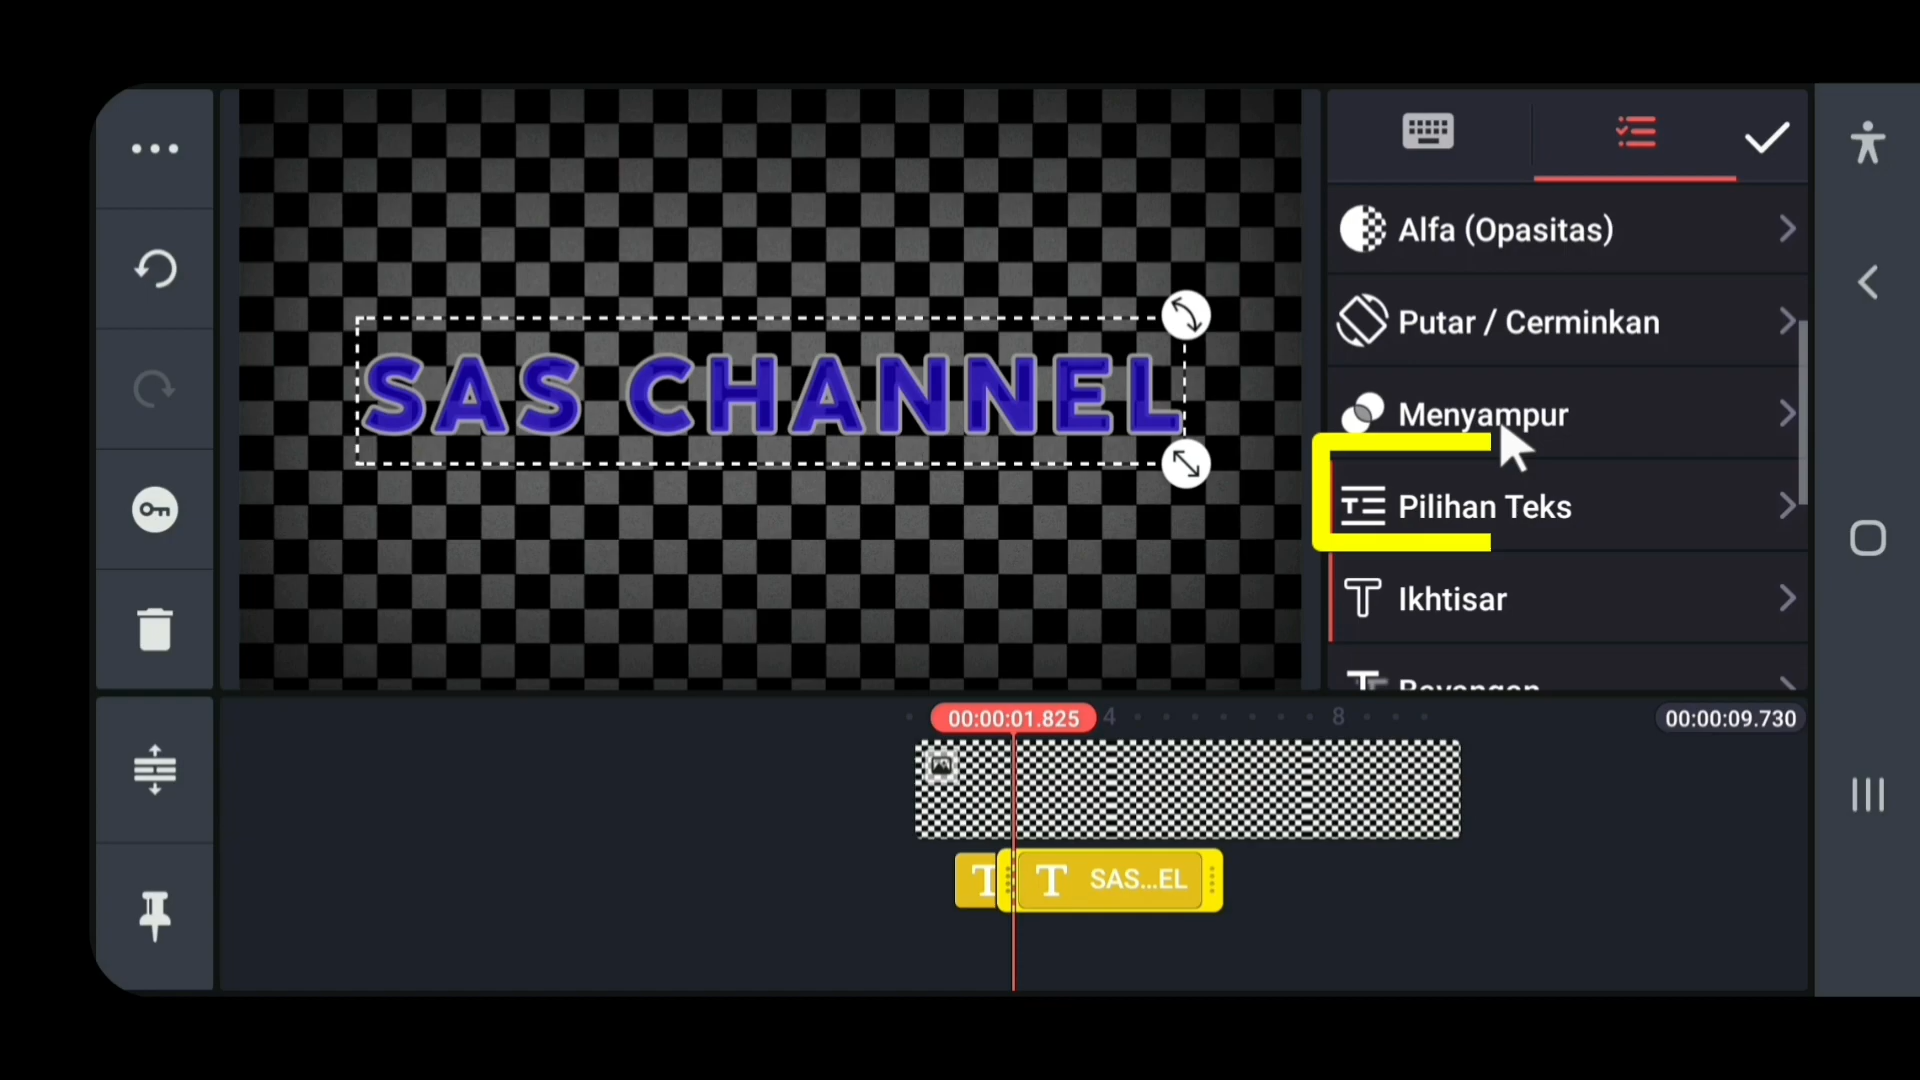 Alfa (Opasitas)
Putar / Cerminkan
SAS CHANNEL
Menyampur
Pilihan Teks
Ikhtisar
Bayangan
00:00:01.825
4
8
00:00:09.730
T
T SAS...EL